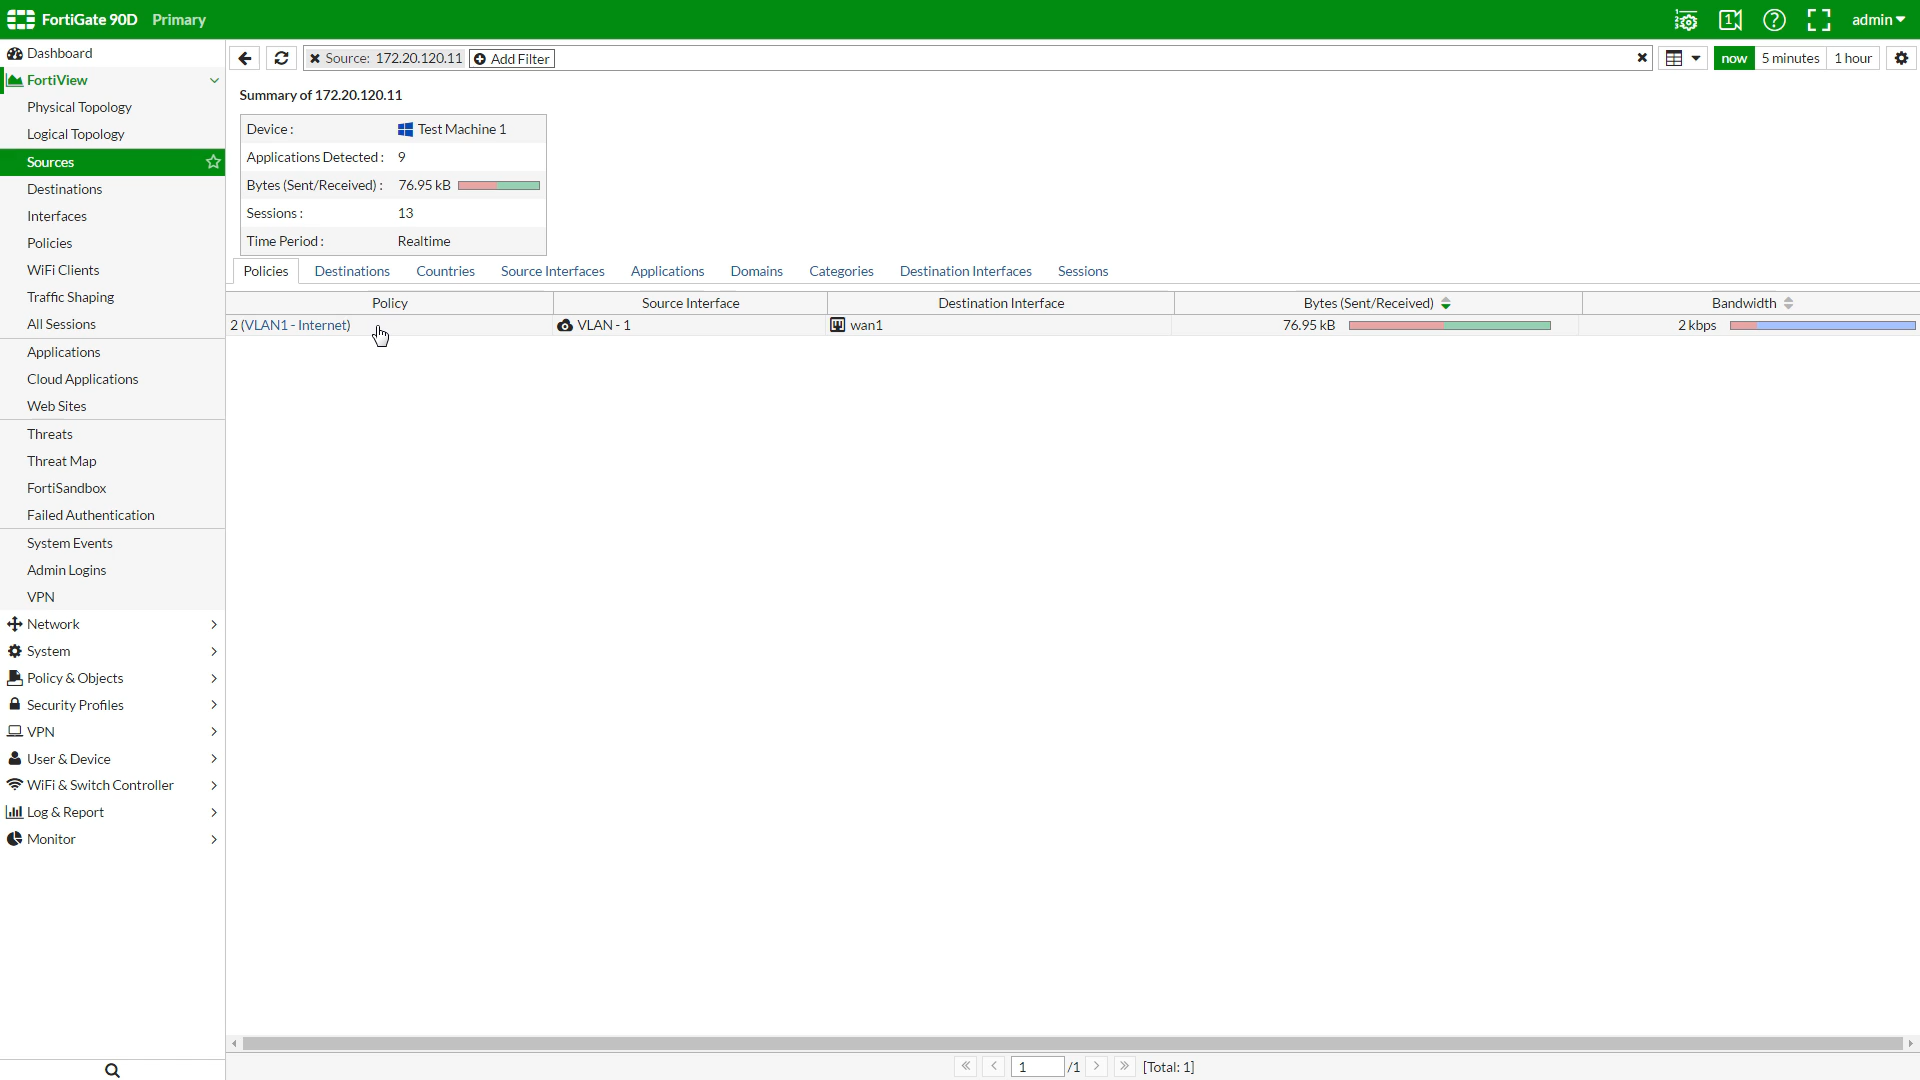 FortiGate 90D Primary
1
admin
Dashboard
FortiView
Physical Topology
Logical Topology
Sources
Destinations
Interfaces
Policies
WiFi Clients
Traffic Shaping
All Sessions
Applications
Cloud Applications
Web Sites
Threats
Threat Map
FortiSandbox
Failed Authentication
System Events
Admin Logins
VPN
Network
System
Policy & Objects
Security Profiles
VPN
User & Device
WiFi & Switch Controller
Log & Report
Monitor
Source: 172.20.120.11 Add Filter
now 5 minutes 1 hour
Summary of 172.20.120.11
Device : Test Machine 1
Applications Detected : 9
Bytes (Sent/Received) : 76.95 kB
Sessions : 13
Time Period : Realtime
Policies Destinations Countries Source Interfaces Applications Domains Categories Destination Interfaces Sessions
Policy Source Interface Destination Interface Bytes (Sent/Received) Bandwidth
2 (VLAN1 - Internet) VLAN - 1 wan1 76.95 kB 2 kbps
1 /1 [Total: 1]